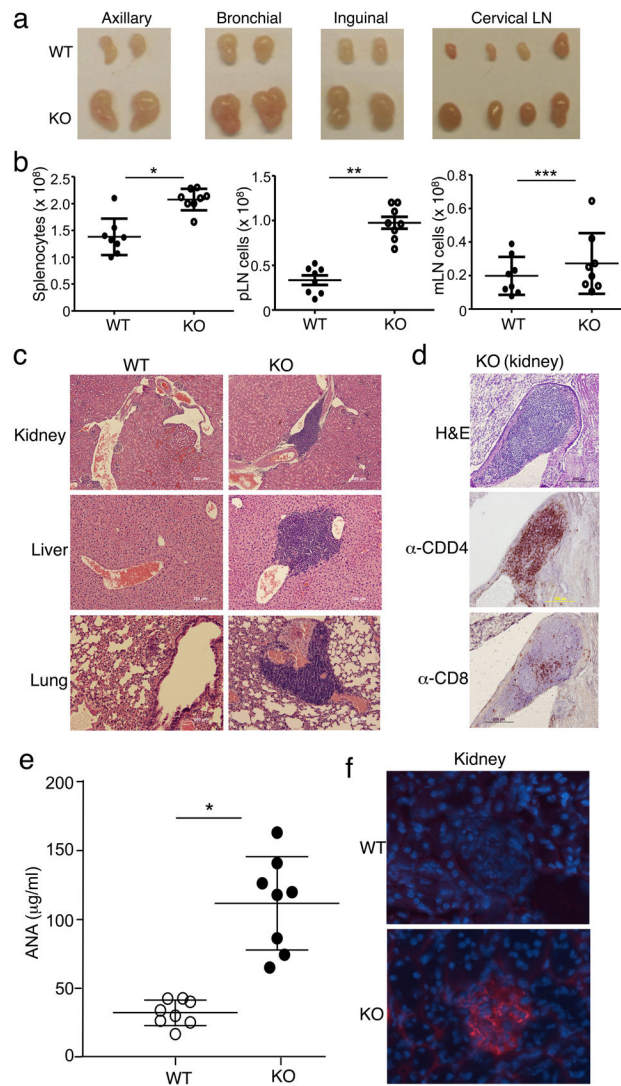 a
Axillary Bronchial Inguinal Cervical LN
WT
KO
b
Splenocytes (x 10⁸)
2.5
2.0
1.5
1.0
0.5
0
*
WT KO
pLN cells (x 10⁸)
1.5
1.0
0.5
0
**
WT KO
mLN cells (x 10⁸)
0.8
0.6
0.4
0.2
0
***
WT KO
c
WT KO
Kidney
Liver
Lung
d
KO (kidney)
H&E
α-CDD4
α-CD8
e
ANA (μg/ml)
200
150
100
50
0
*
WT KO
f
Kidney
WT
KO